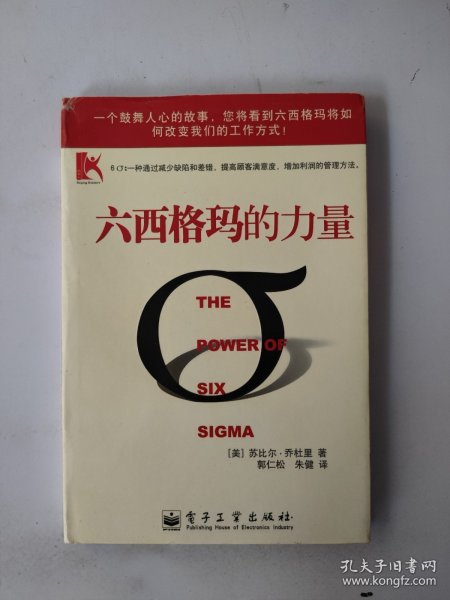 一个鼓舞人心的故事，您将看到六西格玛将如
何改变我们的工作方式！
6σ:一种通过减少缺陷和差错、提高顾客满意度、增加利润的管理方法。
六西格玛的力量
σ
THE
POWER OF
SIX
SIGMA
［美］苏比尔·乔杜里 著
郭仁松 朱健 译
電子工業出版社·
Publishing House of Electronics Industry
孔夫子旧书网
www.kongfz.com